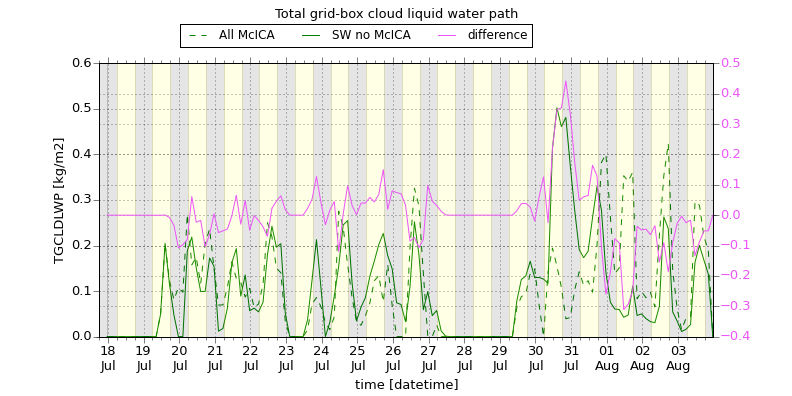 Total grid-box cloud liquid water path
All McICA SW no McICA difference
0.6 0.5
0.4
0.5
0.3
0.4 0.2
0.1
0.3
0.0
0.2 −0.1
−0.2
0.1
−0.3
0.0 −0.4
TGCLDLWP [kg/m2]
18 19 20 21 22 23 24 25 26 27 28 29 30 31 01 02 03
Jul Jul Jul Jul Jul Jul Jul Jul Jul Jul Jul Jul Jul Jul Aug Aug Aug
time [datetime]